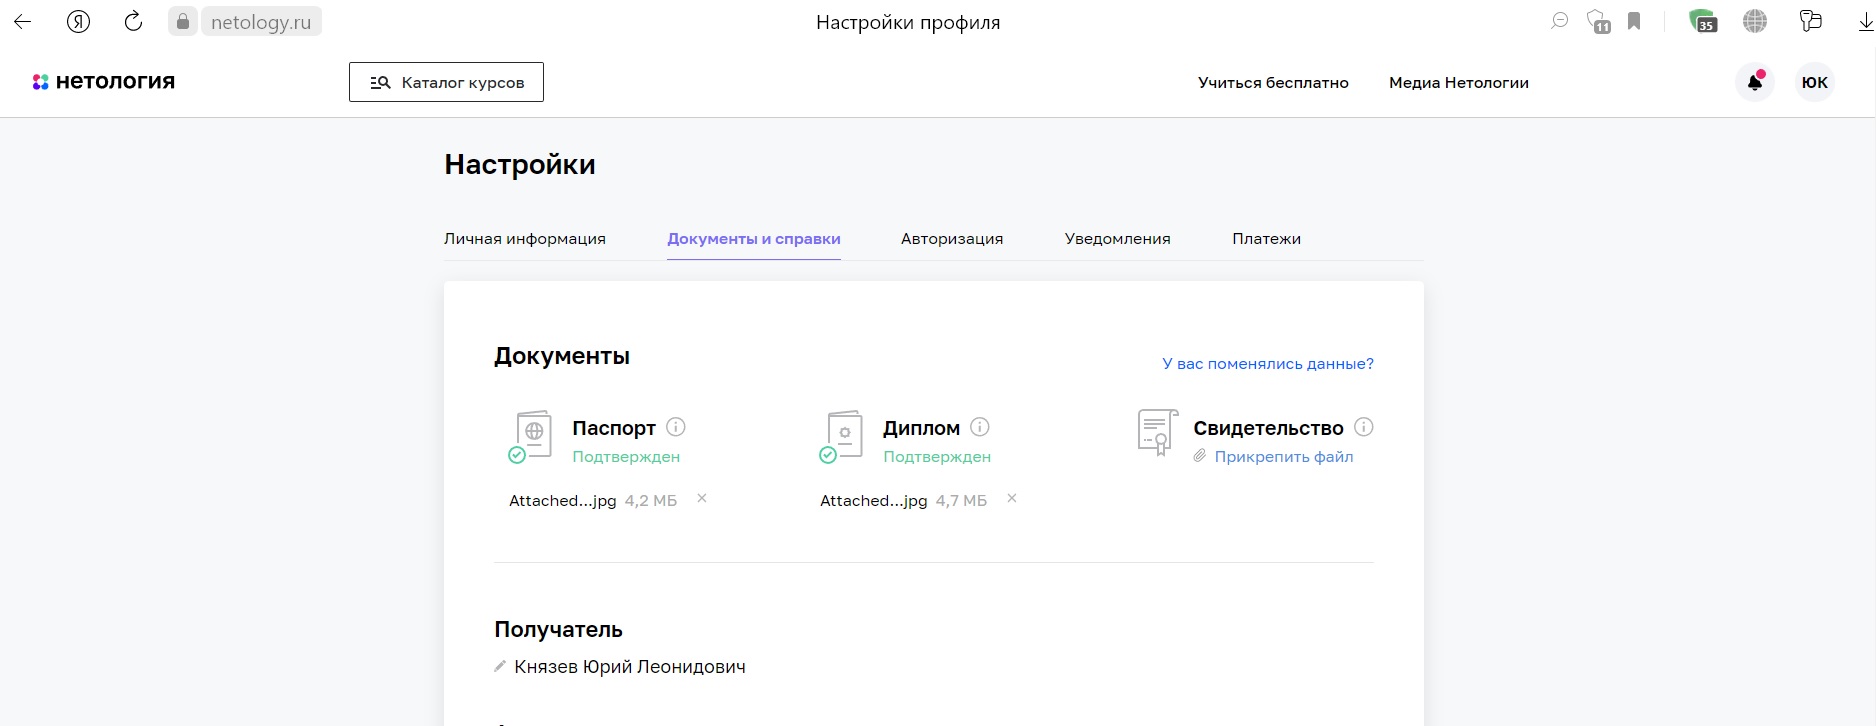 netology.ru
Настройки профиля
11
35
нетология
Каталог курсов
Учиться бесплатно
Медиа Нетологии
ЮК
Настройки
Личная информация
Документы и справки
Авторизация
Уведомления
Платежи
Документы
У вас поменялись данные?
Паспорт
Подтвержден
Attached...jpg 4,2 МБ
Диплом
Подтвержден
Attached...jpg 4,7 МБ
Свидетельство
Прикрепить файл
Получатель
Князев Юрий Леонидович